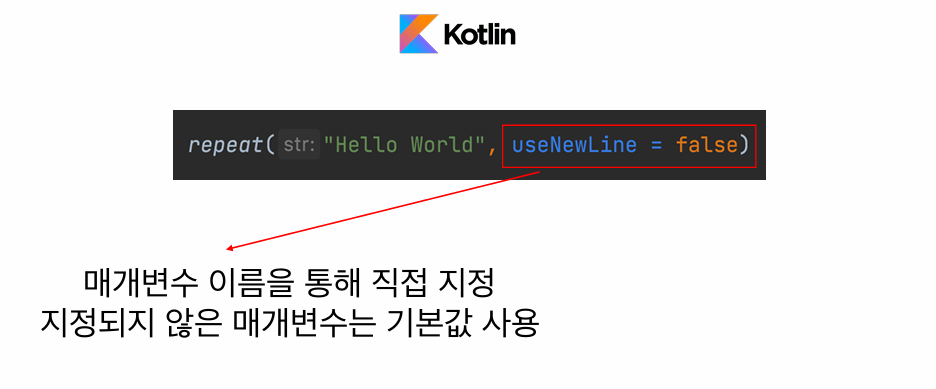 Kotlin
repeat( str: "Hello World", useNewLine = false)
매개변수 이름을 통해 직접 지정
지정되지 않은 매개변수는 기본값 사용